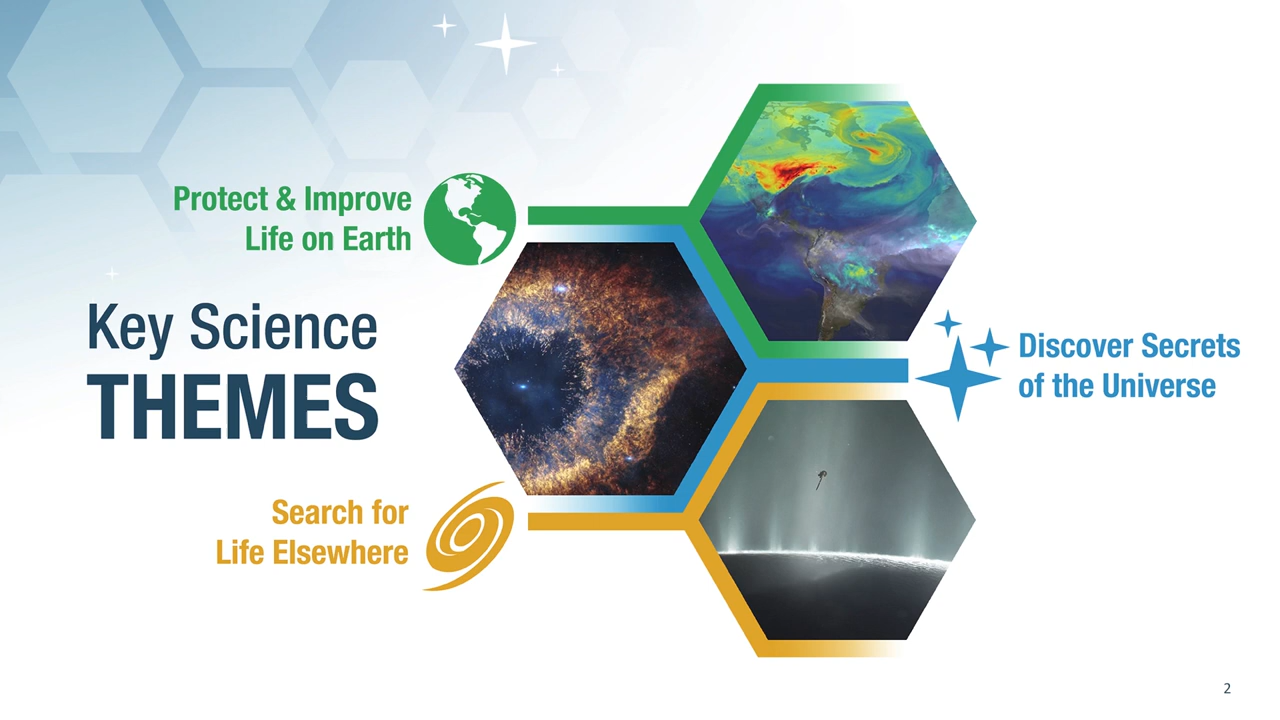 Protect & Improve
Life on Earth
Key Science
THEMES
Discover Secrets
of the Universe
Search for
Life Elsewhere
2